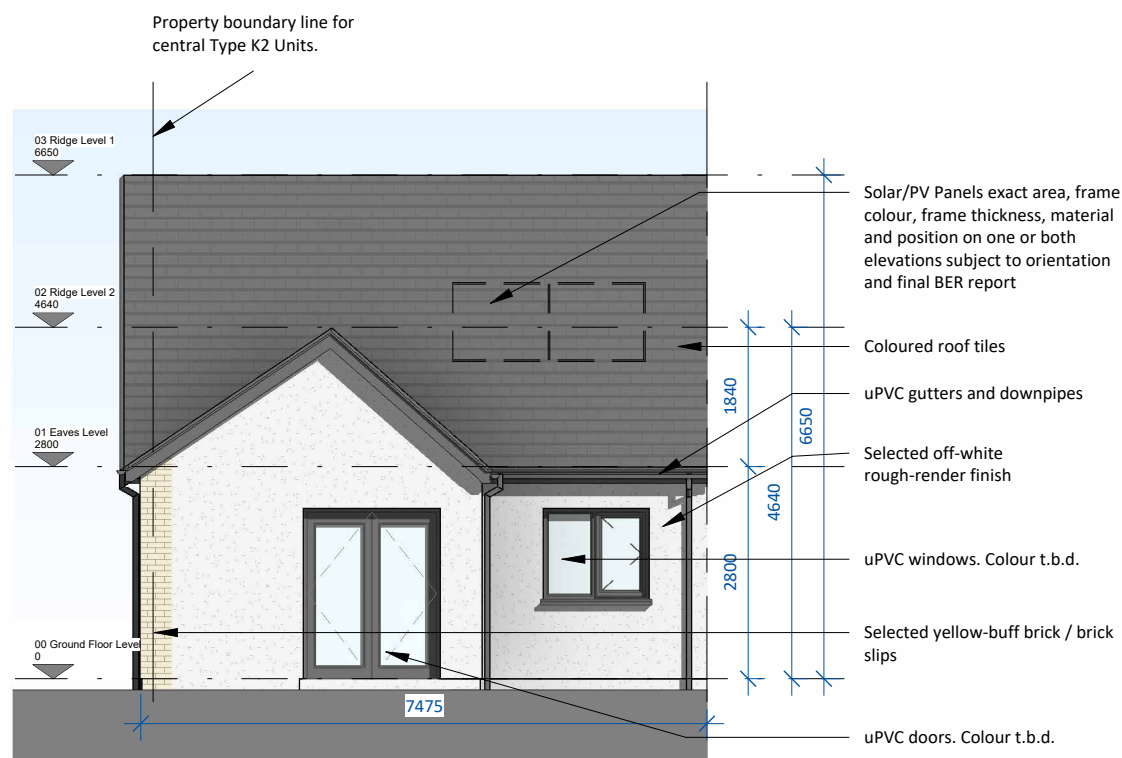 Property boundary line for
central Type K2 Units.
03 Ridge Level 1
6650
Solar/PV Panels exact area, frame
colour, frame thickness, material
and position on one or both
elevations subject to orientation
and final BER report
02 Ridge Level 2
4640
Coloured roof tiles
uPVC gutters and downpipes
1840
6650
01 Eaves Level
2800
Selected off-white
rough-render finish
4640
2800
uPVC windows. Colour t.b.d.
Selected yellow-buff brick / brick
slips
00 Ground Floor Level
0
7475
uPVC doors. Colour t.b.d.